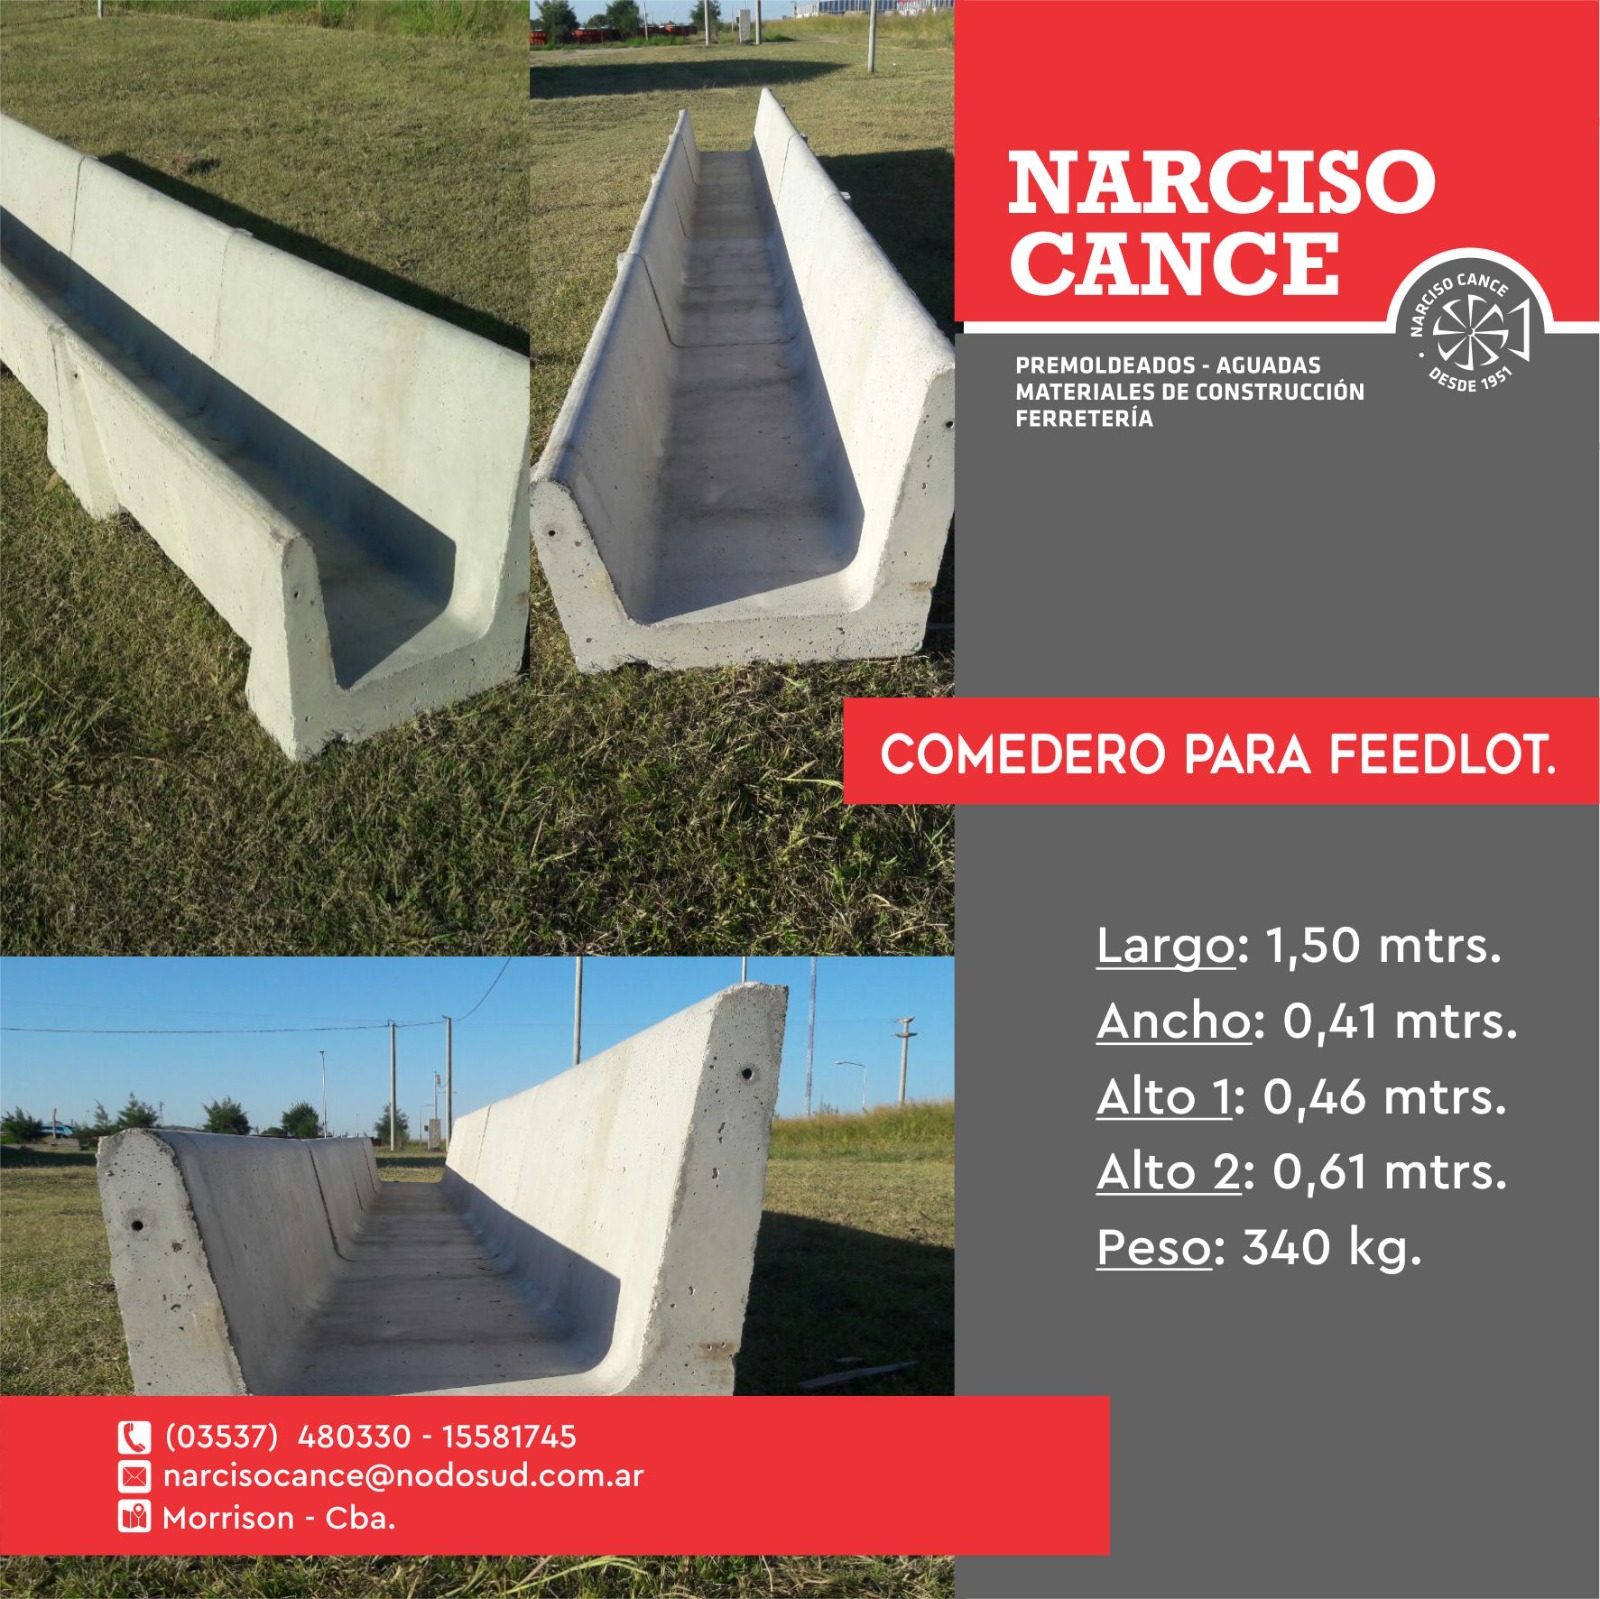 NARCISO
CANCE
NARCISO CANCE
• DESDE 1951
PREMOLDEADOS - AGUADAS
MATERIALES DE CONSTRUCCIÓN
FERRETERÍA
COMEDERO PARA FEEDLOT.
Largo: 1,50 mtrs.
Ancho: 0,41 mtrs.
Alto 1: 0,46 mtrs.
Alto 2: 0,61 mtrs.
Peso: 340 kg.
(03537) 480330 - 15581745
narcisocance@nodosud.com.ar
Morrison - Cba.